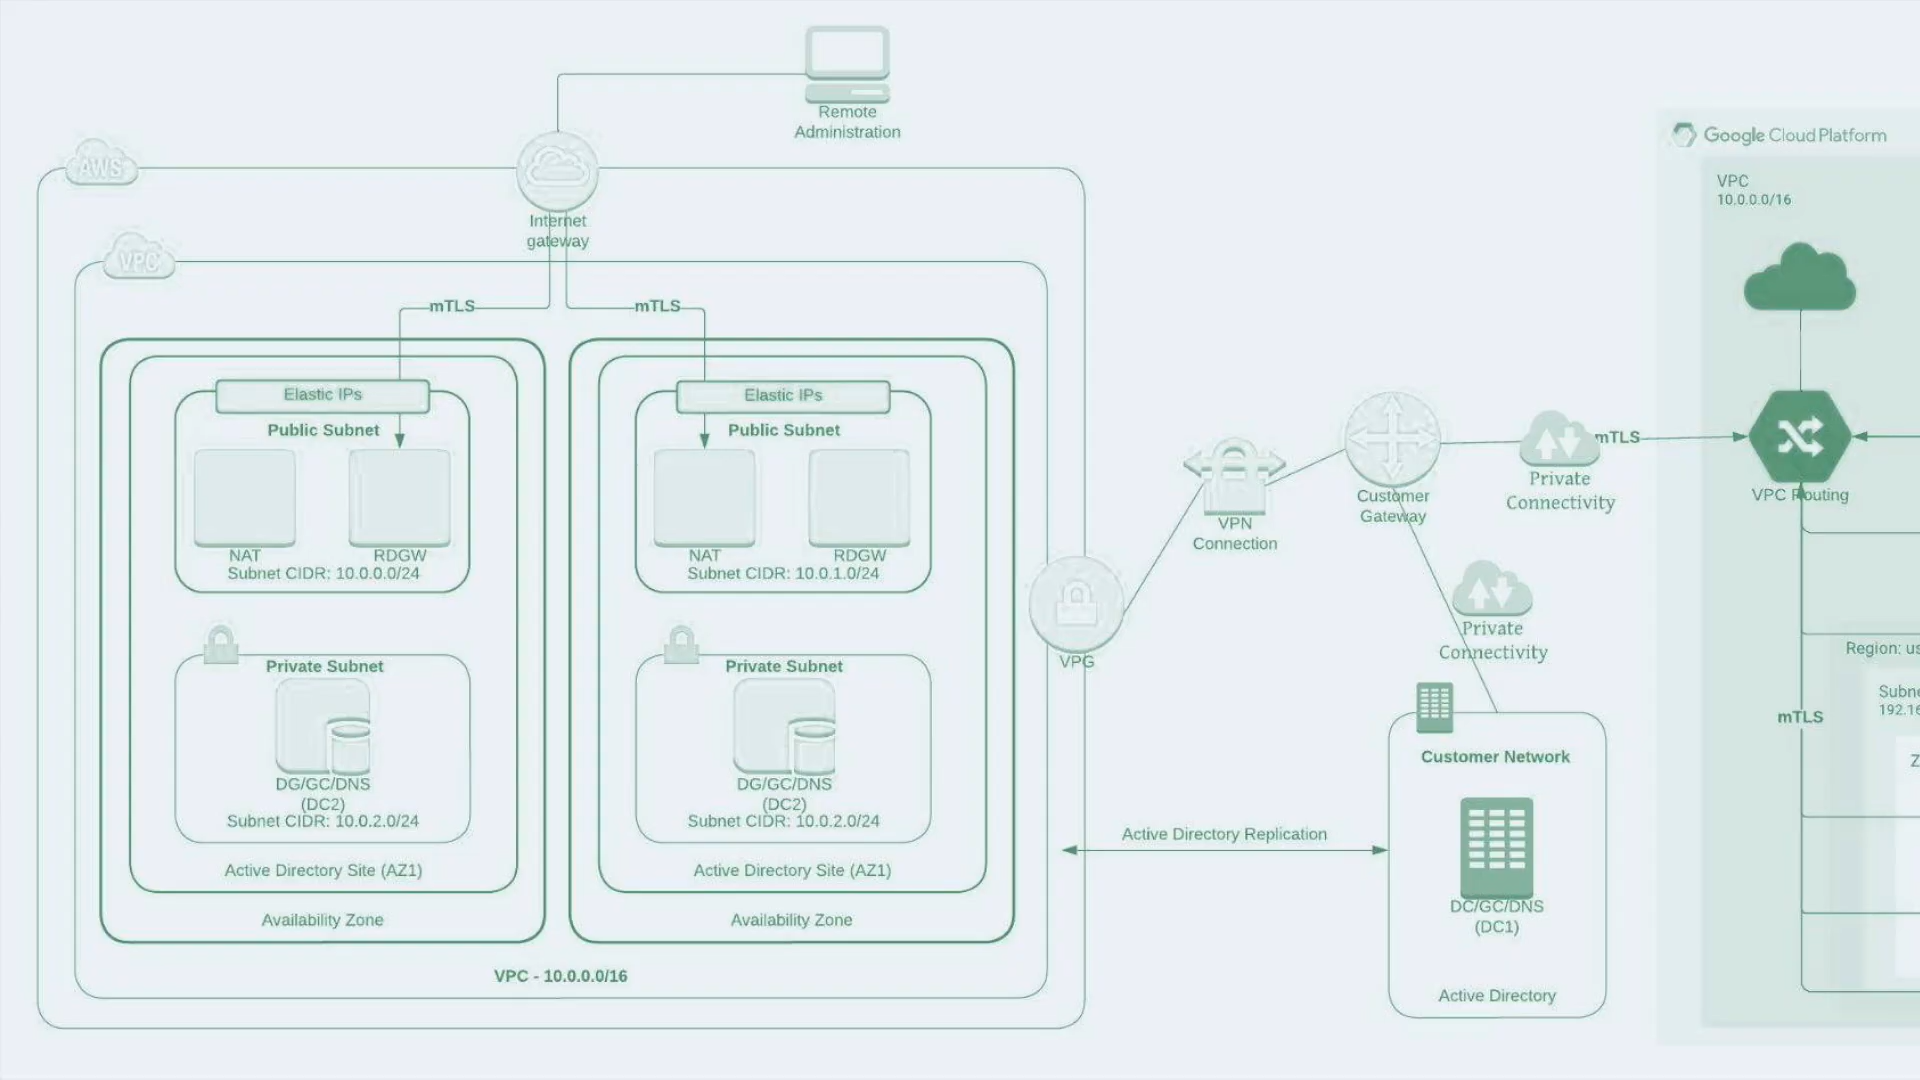 Remote
Administration
AWS
Internet
gateway
VPC
mTLS
mTLS
Elastic IPs
Public Subnet
NAT
RDGW
Subnet CIDR: 10.0.0.0/24
Private Subnet
DG/GC/DNS
(DC2)
Subnet CIDR: 10.0.2.0/24
Active Directory Site (AZ1)
Availability Zone
Elastic IPs
Public Subnet
NAT
RDGW
Subnet CIDR: 10.0.1.0/24
Private Subnet
DG/GC/DNS
(DC2)
Subnet CIDR: 10.0.2.0/24
Active Directory Site (AZ1)
Availability Zone
VPC - 10.0.0.0/16
VPG
VPN
Connection
Customer
Gateway
Private
Connectivity
mTLS
Private
Connectivity
Active Directory Replication
Customer Network
DC/GC/DNS
(DC1)
Active Directory
Google Cloud Platform
VPC
10.0.0.0/16
VPC Routing
mTLS
Region: